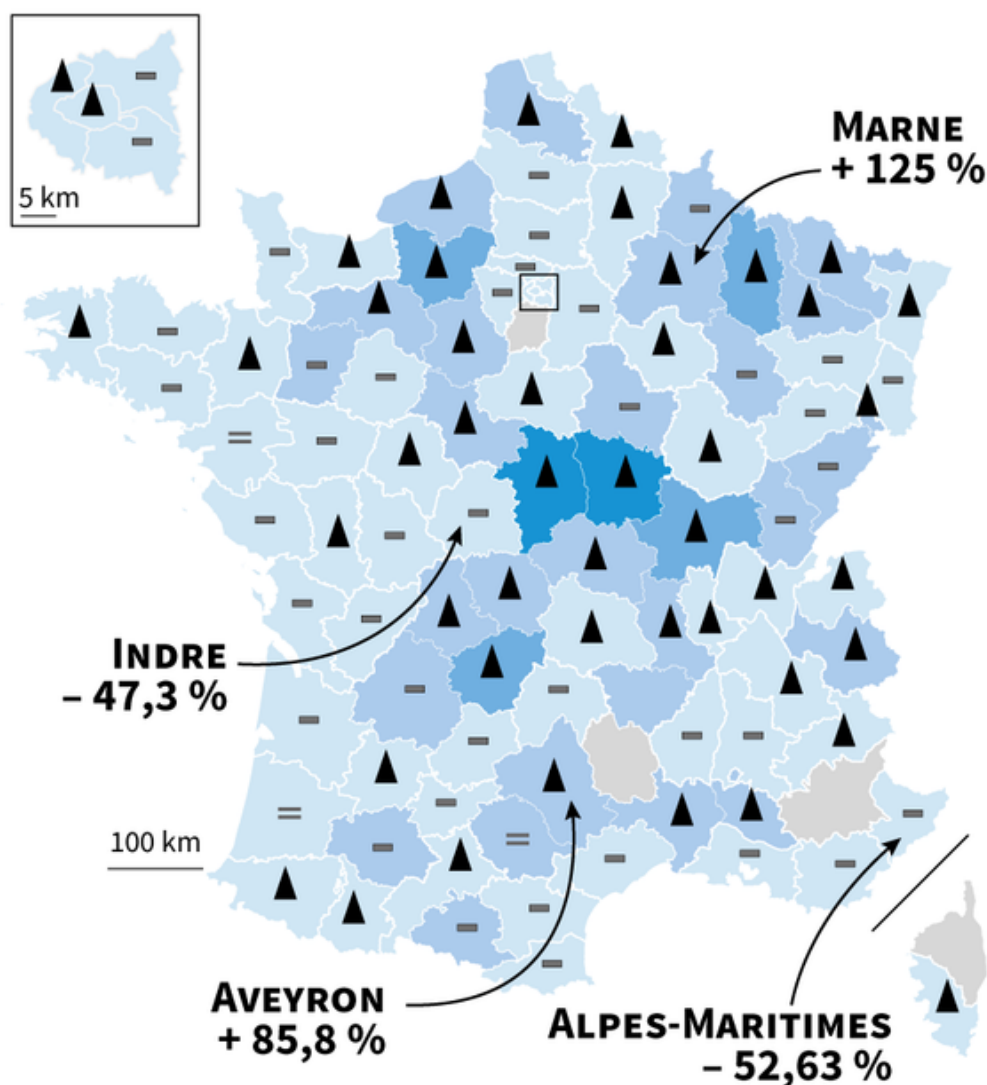 5 km
MARNE
+ 125 %
INDRE
– 47,3 %
100 km
AVEYRON
+ 85,8 %
ALPES-MARITIMES
– 52,63 %